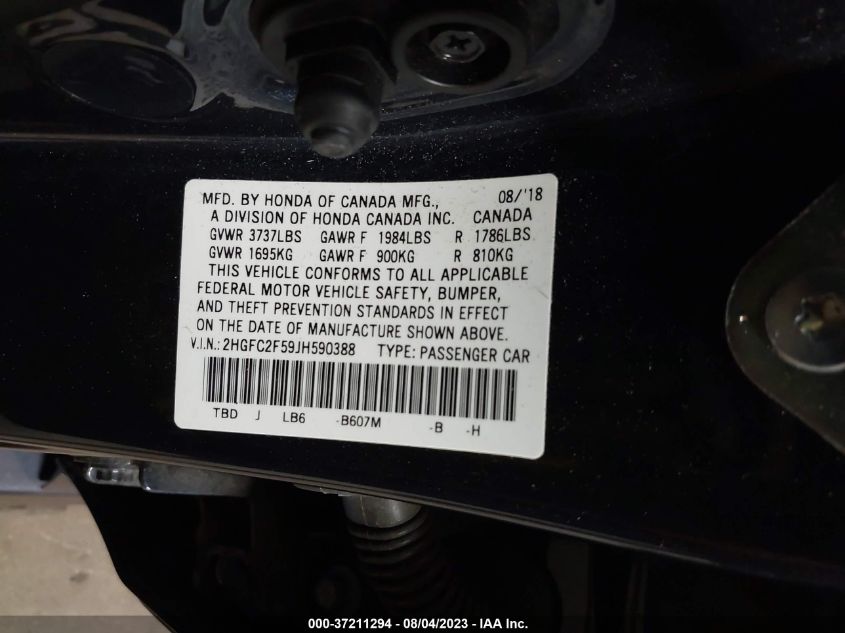 MFD. BY HONDA OF CANADA MFG., 08/'18
A DIVISION OF HONDA CANADA INC. CANADA
GVWR 3737LBS GAWR F 1984LBS R 1786LBS
GVWR 1695KG GAWR F 900KG R 810KG
THIS VEHICLE CONFORMS TO ALL APPLICABLE
FEDERAL MOTOR VEHICLE SAFETY, BUMPER,
AND THEFT PREVENTION STANDARDS IN EFFECT
ON THE DATE OF MANUFACTURE SHOWN ABOVE.
V.I.N.: 2HGFC2F59JH590388 TYPE: PASSENGER CAR
TBD J LB6 -B607M -B -H
000-37211294 - 08/04/2023 - IAA Inc.